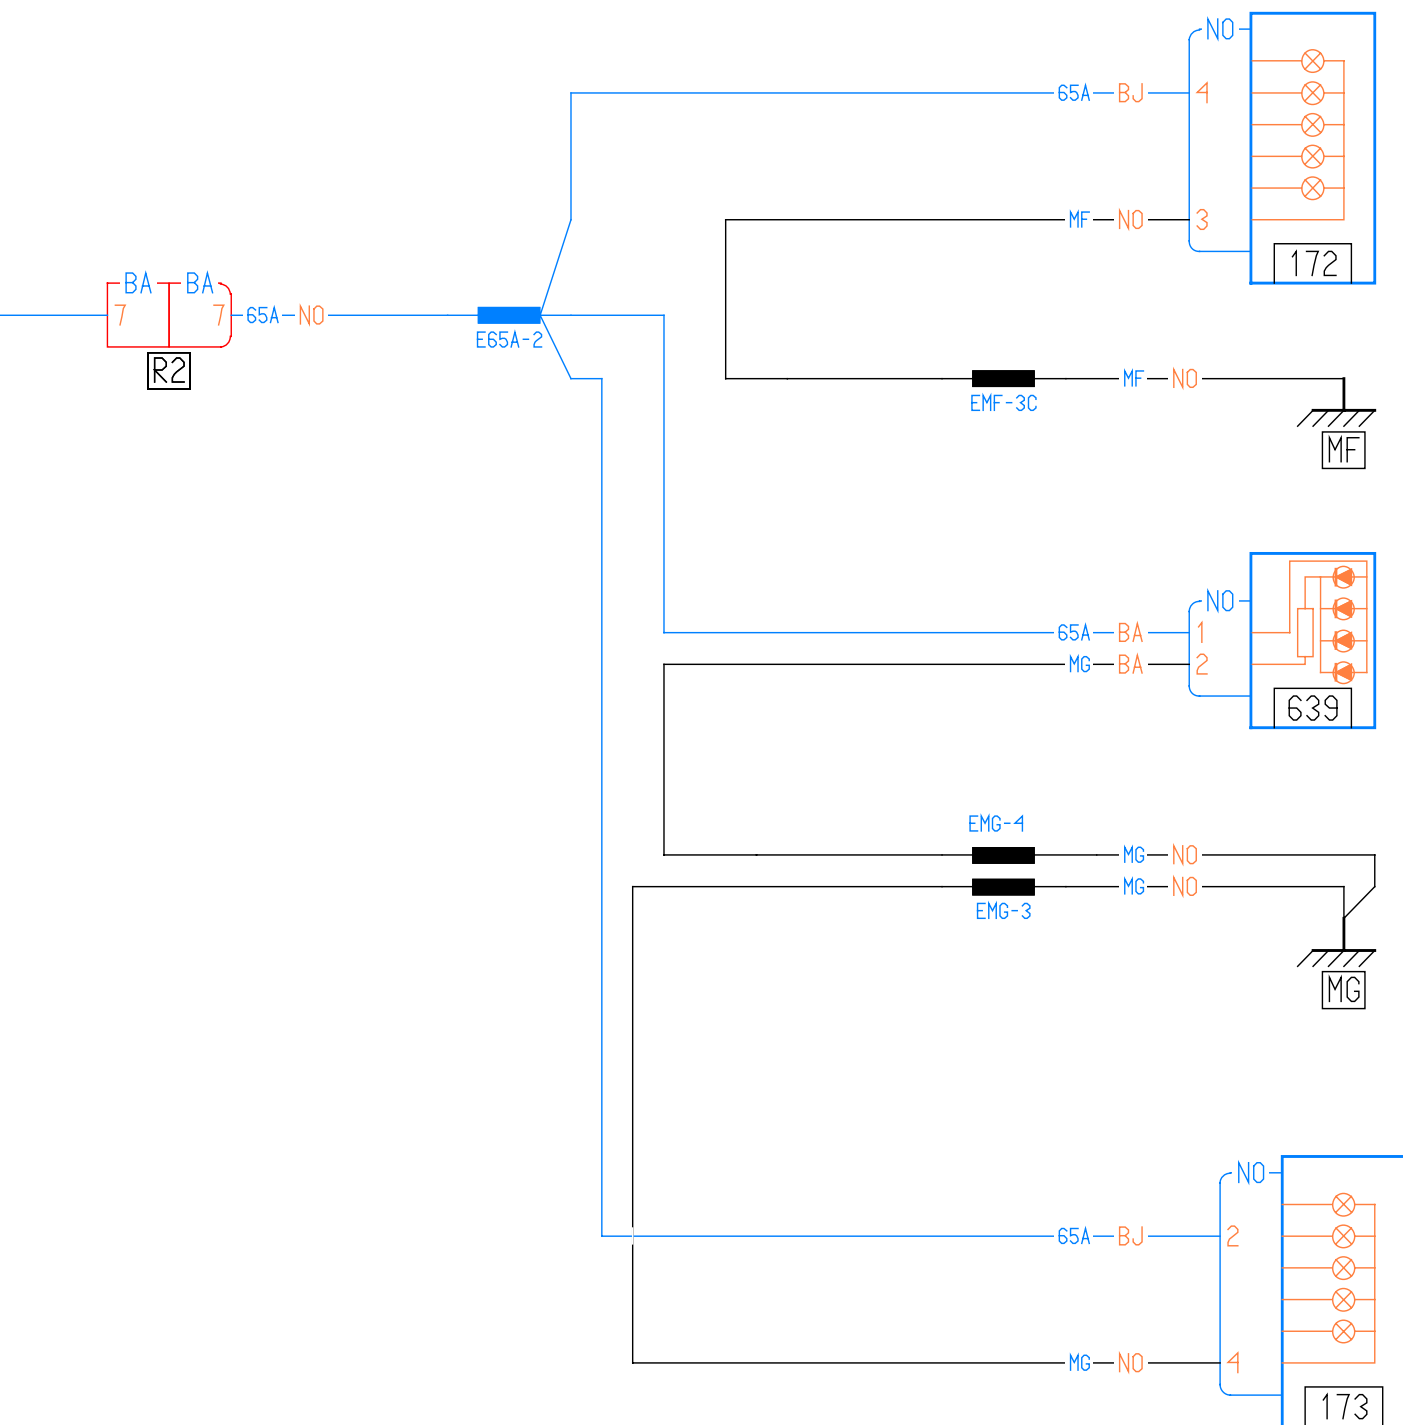 NO
65A BJ 4
MF NO 3
172
BA BA
7 7 65A NO
R2
E65A-2
MF NO
EMF-3C
MF
NO
65A BA 1
MG BA 2
639
EMG-4
MG NO
MG NO
EMG-3
MG
NO
65A BJ 2
MG NO 4
173